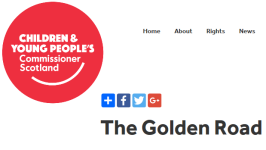 CHILDREN &
YOUNG PEOPLE'S
Commissioner
Scotland
Home About Rights News
The Golden Road